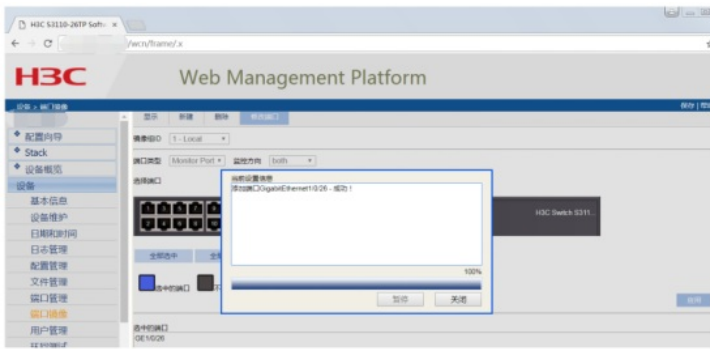 H3C S3110-26TP Softw
/wcn/frame/.x
H3C
Web Management Platform
设备 > 端口镜像
保存 | 帮助
显示 新建 删除 修改端口
配置向导
Stack
设备概览
设备
基本信息
设备维护
日期和时间
日志管理
配置管理
文件管理
端口管理
端口镜像
用户管理
环回测试
镜像组ID 1 - Local
端口类型 Monitor Port 监控方向 both
选择端口
当前设置信息
添加端口GigabitEthernet1/0/26 - 成功！
H3C Switch S311...
全部选中
100%
选中的端口
暂停 关闭
应用
选中的端口
GE1/0/26